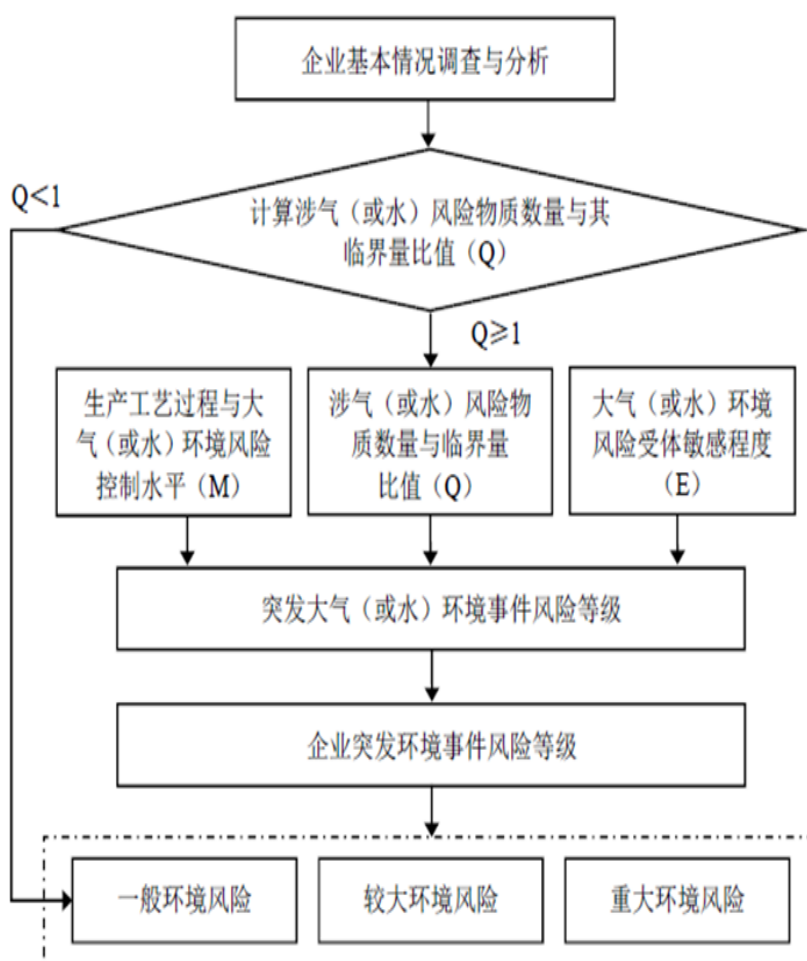 企业基本情况调查与分析
Q<1
计算涉气（或水）风险物质数量与其
临界量比值（Q）
Q≥1
生产工艺过程与大
气（或水）环境风险
控制水平（M）
涉气（或水）风险物
质数量与临界量
比值（Q）
大气（或水）环境
风险受体敏感程度
（E）
突发大气（或水）环境事件风险等级
企业突发环境事件风险等级
一般环境风险
较大环境风险
重大环境风险